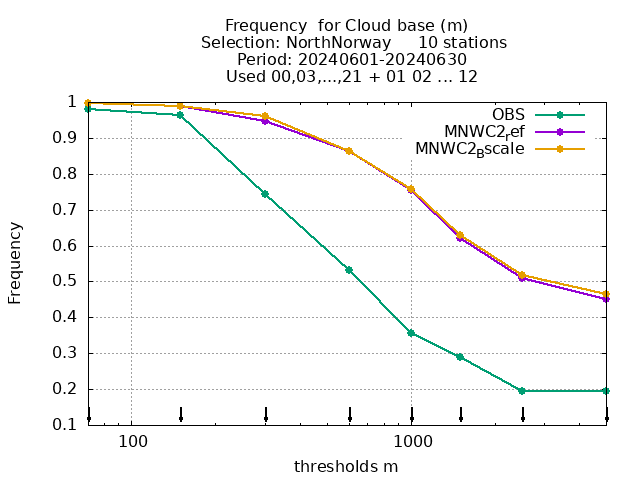 Frequency  for Cloud base (m)
Selection: NorthNorway     10 stations
Period: 20240601-20240630
Used 00,03,...,21 + 01 02 ... 12
OBS
MNWC2ref
MNWC2Bscale
1
0.9
0.8
0.7
0.6
0.5
0.4
0.3
0.2
0.1
Frequency
100 1000
thresholds m